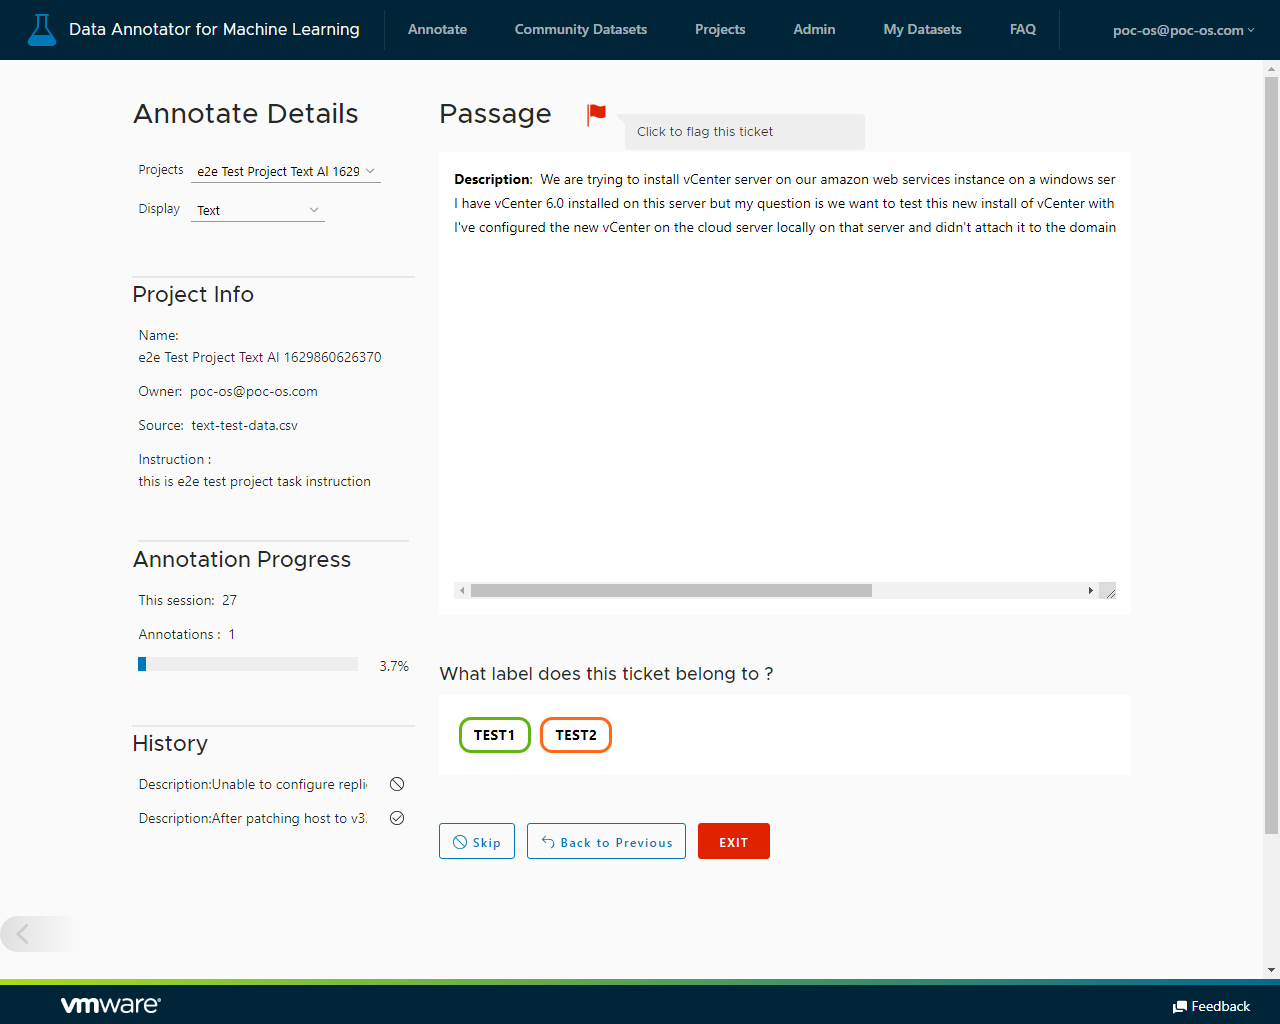 Data Annotator for Machine Learning
Annotate
Community Datasets
Projects
Admin
My Datasets
FAQ
poc-os@poc-os.com
Annotate Details
Projects
e2e Test Project Text Al 1629
Display
Text
Project Info
Name:
e2e Test Project Text Al 1629860626370
Owner: poc-os@poc-os.com
Source: text-test-data.csv
Instruction :
this is e2e test project task instruction
Annotation Progress
This session: 27
Annotations : 1
3.7%
History
Description:Unable to configure repli
Description:After patching host to v3
Passage
Click to flag this ticket
Description: We are trying to install vCenter server on our amazon web services instance on a windows ser
I have vCenter 6.0 installed on this server but my question is we want to test this new install of vCenter with
I've configured the new vCenter on the cloud server locally on that server and didn't attach it to the domain
What label does this ticket belong to ?
TEST1
TEST2
Skip
Back to Previous
EXIT
vmware
Feedback